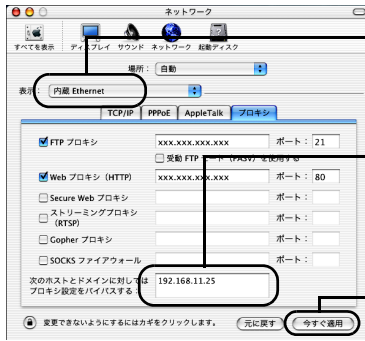 ネットワーク
すべてを表示 ディスプレイ サウンド ネットワーク 起動ディスク
場所： 自動
表示： 内蔵 Ethernet
TCP/IP PPPoE AppleTalk プロキシ
FTP プロキシ xxx.xxx.xxx.xxx ポート： 21
受動 FTP モード（PASV）を使用する
Web プロキシ（HTTP） xxx.xxx.xxx.xxx ポート： 80
Secure Web プロキシ ポート：
ストリーミングプロキシ（RTSP） ポート：
Gopher プロキシ ポート：
SOCKS ファイアウォール ポート：
次のホストとドメインに対しては 192.168.11.25
プロキシ設定をバイパスする：
変更できないようにするにはカギをクリックします。 元に戻す 今すぐ適用